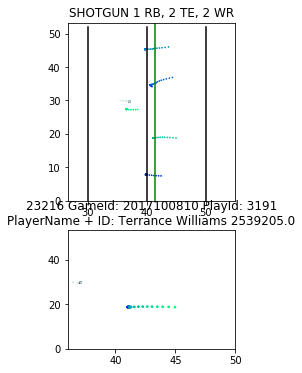 SHOTGUN 1 RB, 2 TE, 2 WR
50
40
30
20
10
0
30 40 50
23216 GameId: 2017100810 PlayId: 3191
PlayerName + ID: Terrance Williams 2539205.0
40
20
0
40 45 50